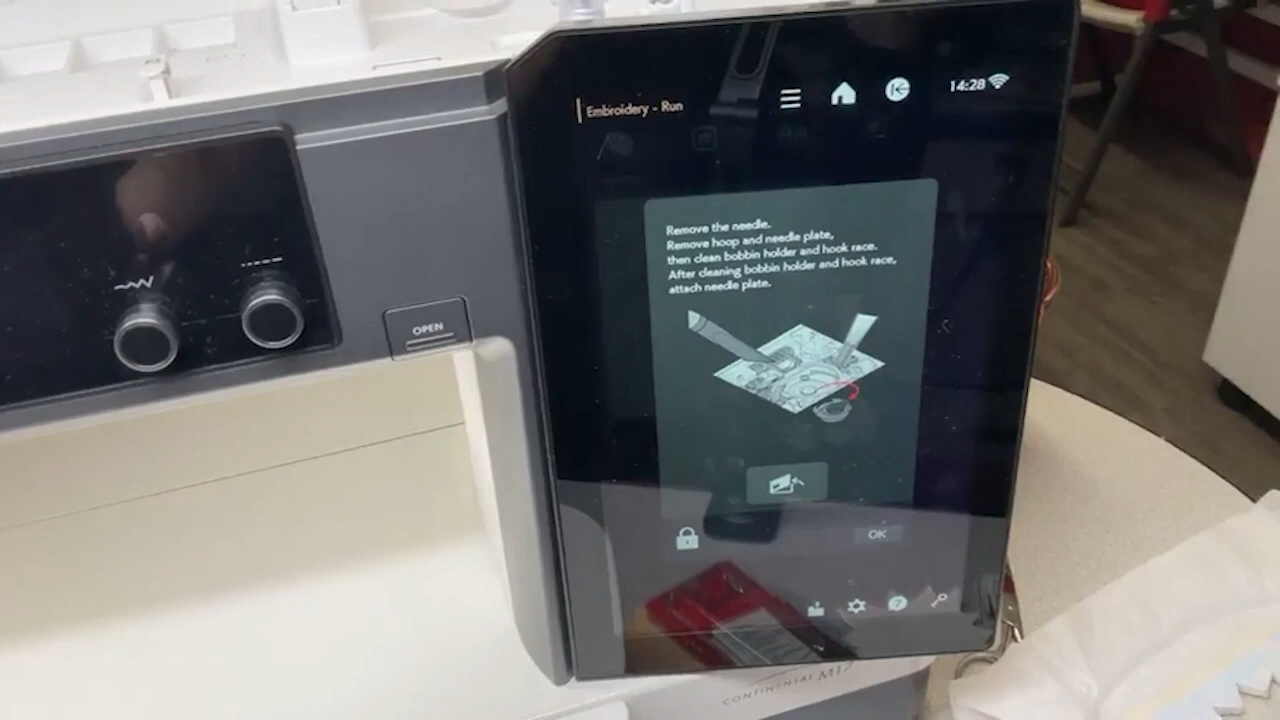 Embroidery - Run
14:28
Remove the needle.
Remove hoop and needle plate,
then clean bobbin holder and hook race.
After cleaning bobbin holder and hook race,
attach needle plate.
OPEN
OK
CONTINENTAL M17